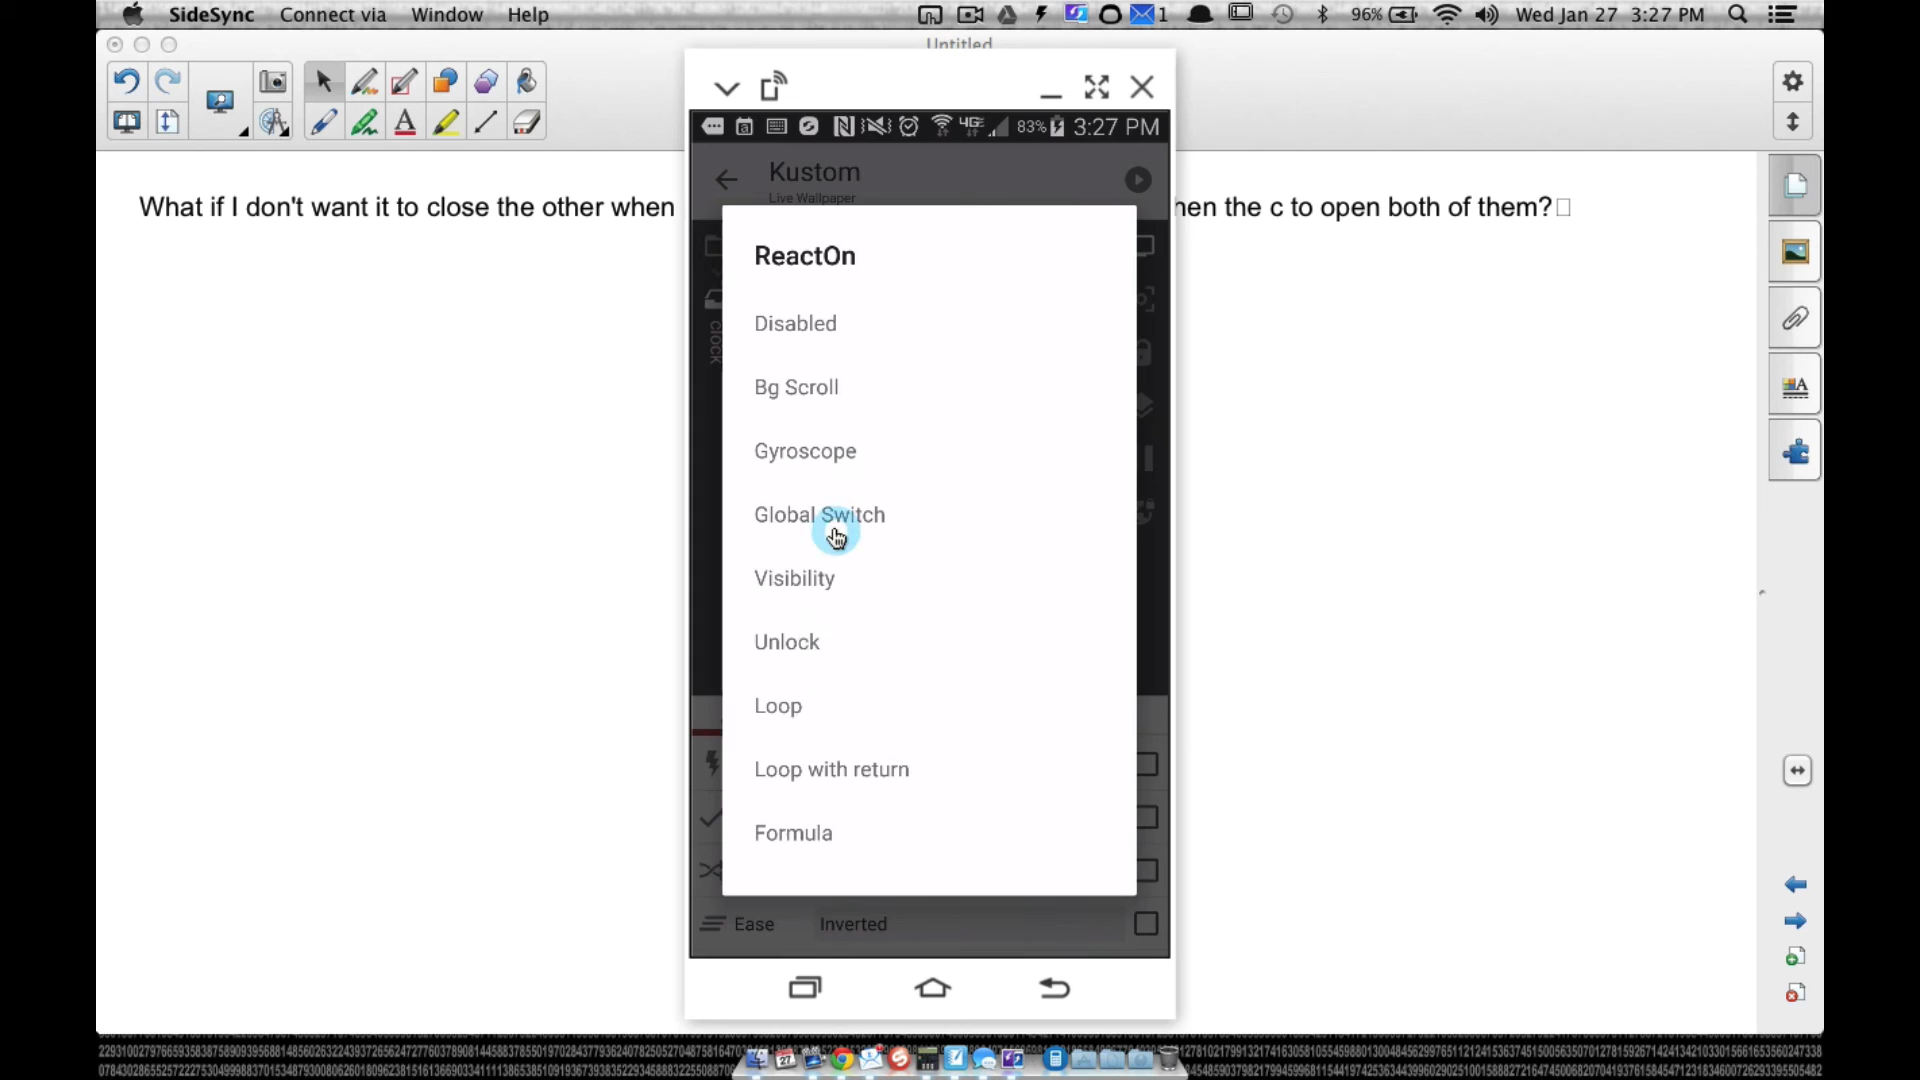 SideSync Connect via Window Help 1 96% Wed Jan 27 3:27 PM
Untitled
83% 3:27 PM
Kustom
Live Wallpaper
What if I don't want it to close the other when hen the c to open both of them?
ReactOn
Disabled
Bg Scroll
Gyroscope
Global Switch
Visibility
Unlock
Loop
Loop with return
Formula
clock
Ease Inverted